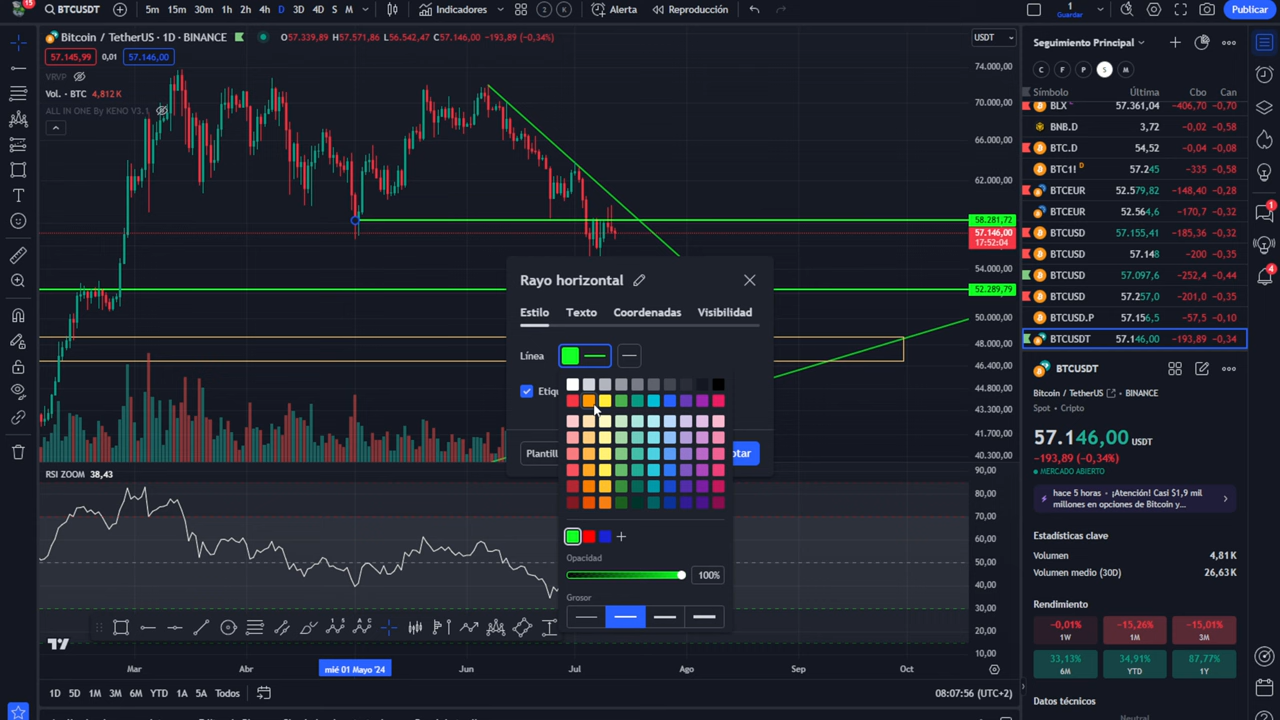 15
BTCUSDT
5m 15m 30m 1h 2h 4h D 3D 4D S M
Indicadores
2
K
Alerta
Reproducción
1
Guardar
Publicar
Bitcoin / TetherUS · 1D · BINANCE
O57.339,89 H57.571,86 L56.542,47 C57.146,00 −193,89 (−0,34%)
57.145,99
0,01
57.146,00
VRVP
Vol. · BTC 4,812 K
ALL IN ONE By KENO V3.1
USDT
74.000,00
70.000,00
66.000,00
62.000,00
58.281,72
57.146,00
17:52:04
54.000,00
52.289,79
50.000,00
48.000,00
46.400,00
44.800,00
43.300,00
41.700,00
40.300,00
Rayo horizontal
Estilo
Texto
Coordenadas
Visibilidad
Línea
Etiq
Plantill
otar
Opacidad
100%
Grosor
RSI ZOOM 38,43
90,00
80,00
70,00
60,00
50,00
40,00
30,00
20,00
10,00
Mar
Abr
mié 01 Mayo '24
Jun
Jul
Ago
Sep
Oct
1D 5D 1M 3M 6M YTD 1A 5A Todos
08:07:56 (UTC+2)
Seguimiento Principal
C F P S M
Símbolo Última Cbo Can
BLX 57.361,04 −406,70 −0,70
BNB.D 3,72 −0,02 −0,58
BTC.D 54,52 −0,04 −0,08
BTC1! D 57.245 −335 −0,58
BTCEUR 52.579,82 −148,40 −0,28
BTCEUR 52.564,6 −170,7 −0,32
BTCUSD 57.155,41 −185,36 −0,32
BTCUSD 57.148 −200 −0,35
BTCUSD 57.097,6 −252,4 −0,44
BTCUSD 57.257,0 −201,0 −0,35
BTCUSD.P 57.156,5 −57,5 −0,10
BTCUSDT 57.146,00 −193,89 −0,34
BTCUSDT
Bitcoin / TetherUS · BINANCE
Spot · Cripto
57.146,00 USDT
−193,89 (−0,34%)
MERCADO ABIERTO
hace 5 horas · ¡Atención! Casi $1,9 mil
millones en opciones de Bitcoin y...
Estadísticas clave
Volumen 4,81 K
Volumen medio (30D) 26,63 K
Rendimiento
−0,01% −15,26% −15,01%
1W 1M 3M
33,13% 34,91% 87,77%
6M YTD 1Y
Datos técnicos
Neutral
1
4